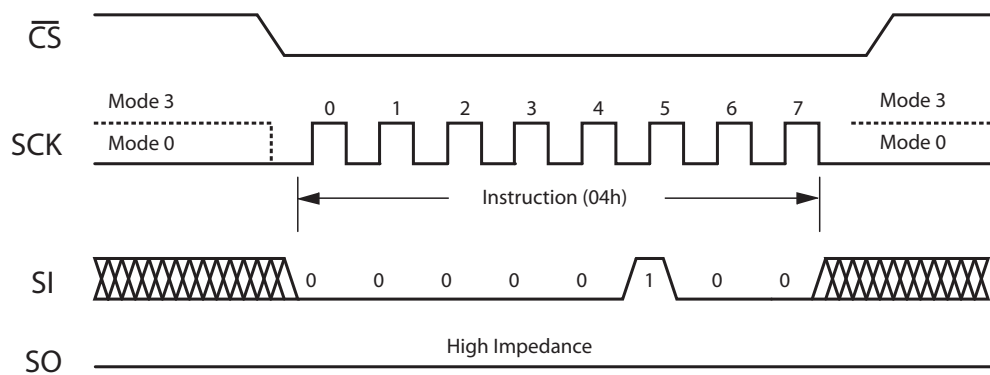 CS
0 1 2 3 4 5 6 7
Mode 3
Mode 3
SCK
Mode 0
Mode 0
Instruction (04h)
SI
0 0 0 0 0 1 0 0
High Impedance
SO